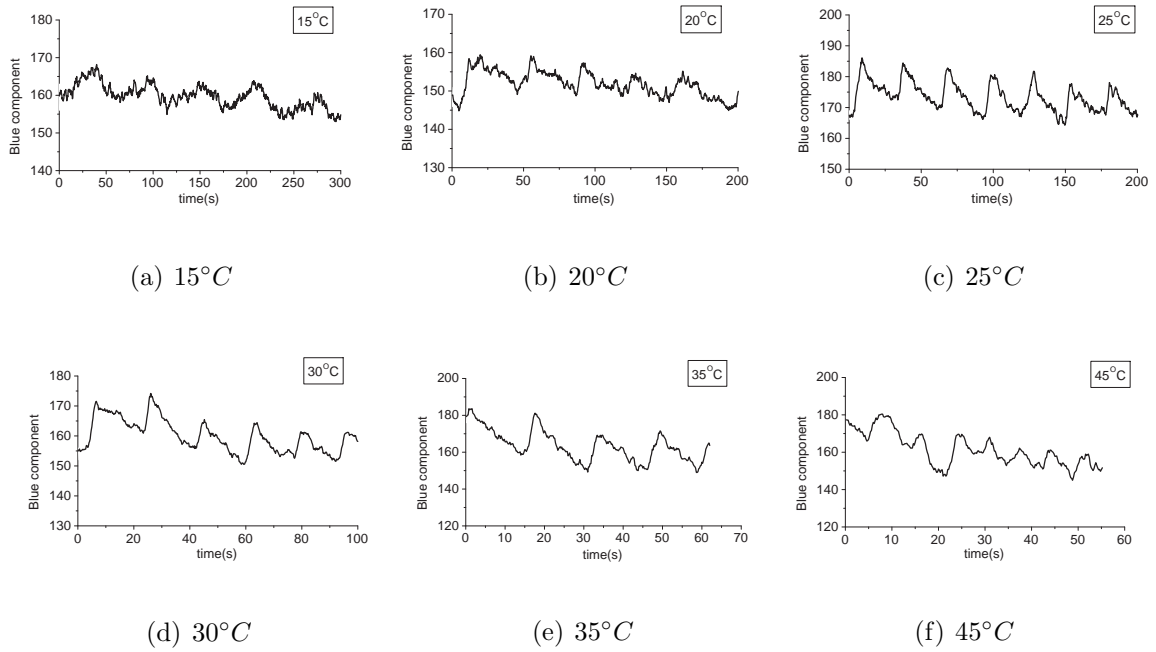 15°C
180
170
160
150
140
Blue component
0 50 100 150 200 250 300
time(s)
(a) 15°C
20°C
170
160
150
140
130
Blue component
0 50 100 150 200
time(s)
(b) 20°C
25°C
200
190
180
170
160
150
Blue component
0 50 100 150 200
time(s)
(c) 25°C
30°C
180
170
160
150
140
130
Blue component
0 20 40 60 80 100
time(s)
(d) 30°C
35°C
200
180
160
140
120
Blue component
0 10 20 30 40 50 60 70
time(s)
(e) 35°C
45°C
200
180
160
140
120
Blue component
0 10 20 30 40 50 60
time(s)
(f) 45°C